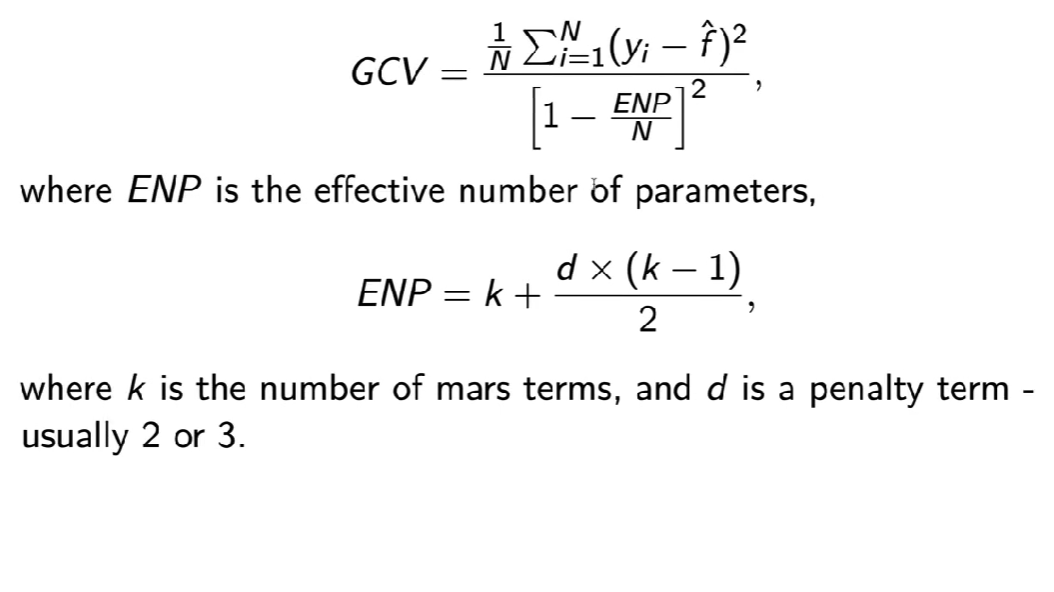 GCV = \frac{\frac{1}{N} \sum_{i=1}^{N} (y_i - \hat{f})^2}{\left[1 - \frac{ENP}{N}\right]^2},
where ENP is the effective number of parameters,
ENP = k + \frac{d \times (k - 1)}{2},
where k is the number of mars terms, and d is a penalty term -
usually 2 or 3.